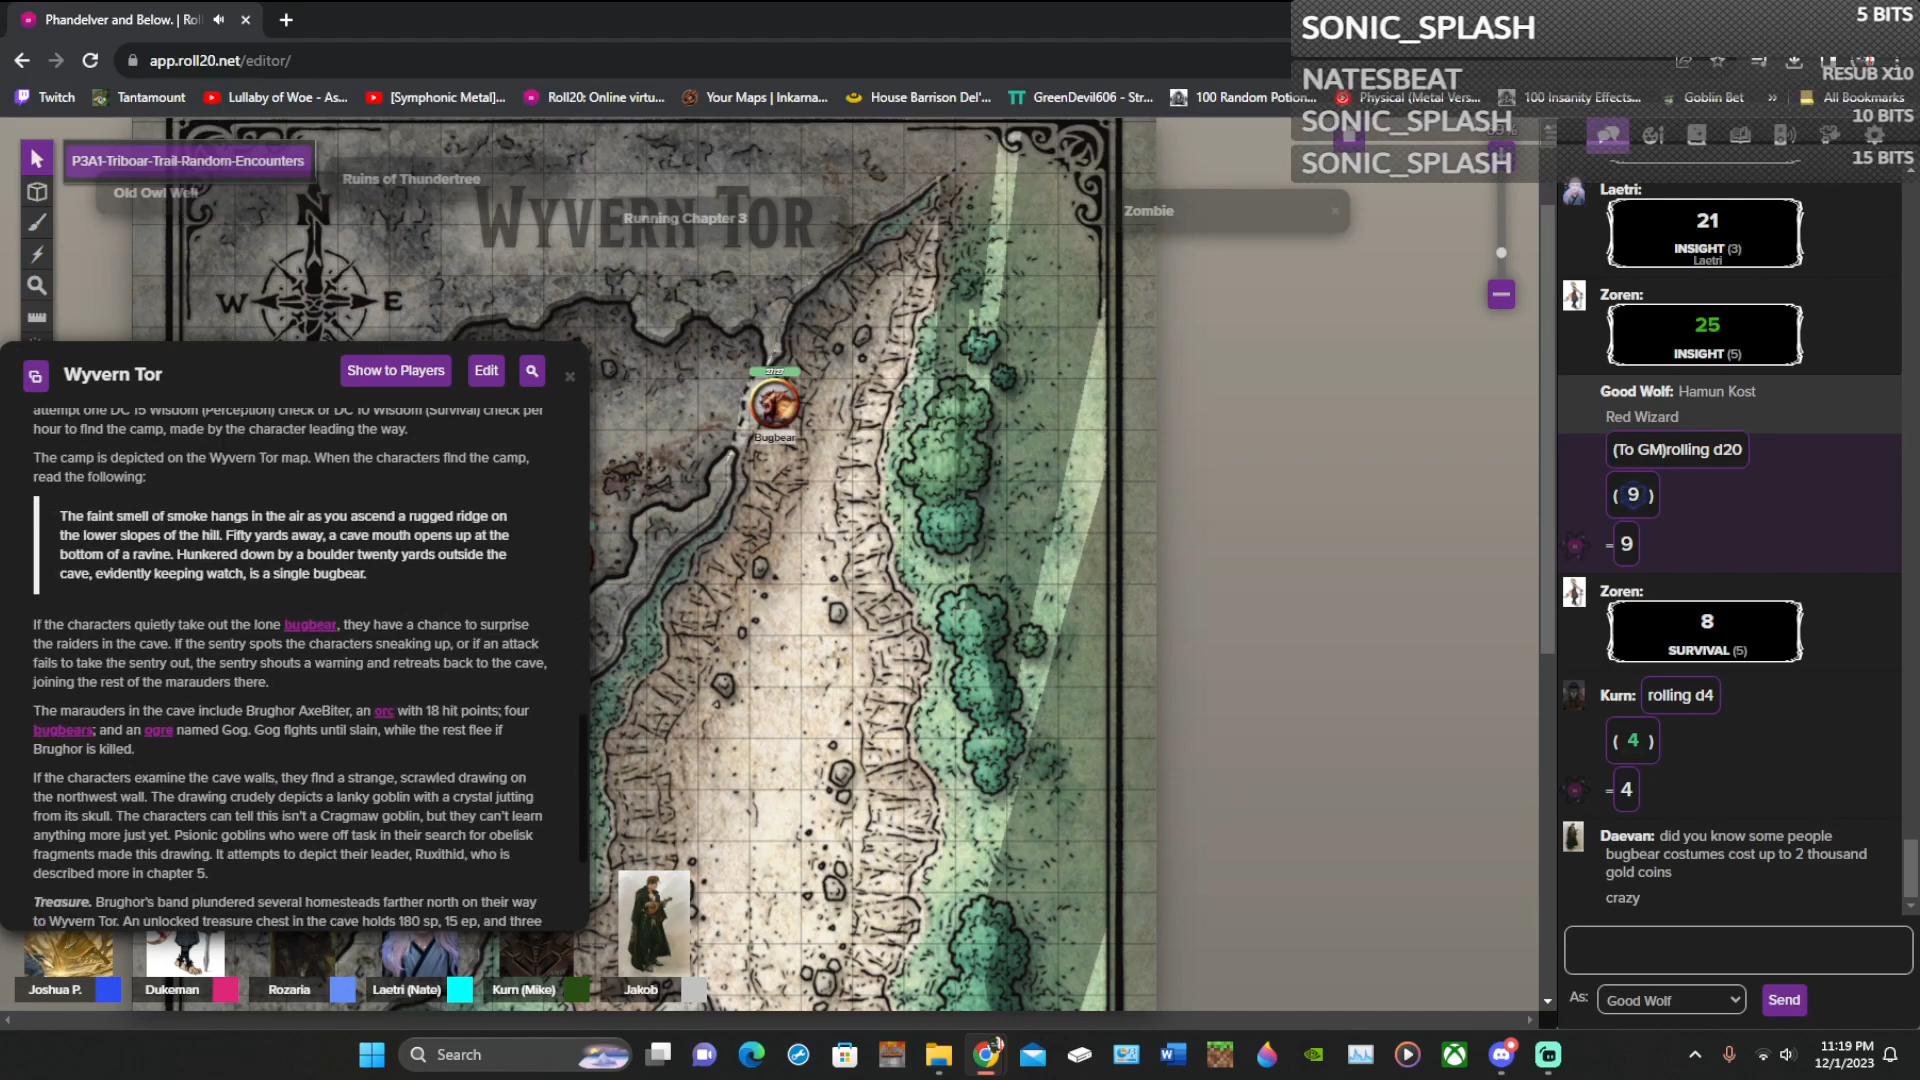 Phandelver and Below. | Rol
SONIC_SPLASH
5 BITS
app.roll20.net/editor/
NATESBEAT
RESUB X10
Twitch
Tantamount
Lullaby of Woe - As...
[Symphonic Metal]...
Roll20: Online virtu...
Your Maps | Inkarna...
House Barrison Del'...
GreenDevil606 - Str...
100 Random Potion...
Physical (Metal Vers...
100 Insanity Effects...
Goblin Bet
»
All Bookmarks
SONIC_SPLASH
10 BITS
SONIC_SPLASH
15 BITS
P3A1-Triboar-Trail-Random-Encounters
Old Owl Well
Ruins of Thundertree
Running Chapter 3
WYVERN TOR
Zombie
N
W
E
Wyvern Tor
Show to Players
Edit
attempt one DC 15 Wisdom (Perception) check or DC 10 Wisdom (Survival) check per
hour to find the camp, made by the character leading the way.
The camp is depicted on the Wyvern Tor map. When the characters find the camp,
read the following:
The faint smell of smoke hangs in the air as you ascend a rugged ridge on
the lower slopes of the hill. Fifty yards away, a cave mouth opens up at the
bottom of a ravine. Hunkered down by a boulder twenty yards outside the
cave, evidently keeping watch, is a single bugbear.
If the characters quietly take out the lone bugbear, they have a chance to surprise
the raiders in the cave. If the sentry spots the characters sneaking up, or if an attack
fails to take the sentry out, the sentry shouts a warning and retreats back to the cave,
joining the rest of the marauders there.
The marauders in the cave include Brughor AxeBiter, an orc with 18 hit points; four
bugbears; and an ogre named Gog. Gog fights until slain, while the rest flee if
Brughor is killed.
If the characters examine the cave walls, they find a strange, scrawled drawing on
the northwest wall. The drawing crudely depicts a lanky goblin with a crystal jutting
from its skull. The characters can tell this isn't a Cragmaw goblin, but they can't learn
anything more just yet. Psionic goblins who were off task in their search for obelisk
fragments made this drawing. It attempts to depict their leader, Ruxithid, who is
described more in chapter 5.
Treasure. Brughor's band plundered several homesteads farther north on their way
to Wyvern Tor. An unlocked treasure chest in the cave holds 180 sp, 15 ep, and three
27/27
Bugbear
Joshua P.
Dukeman
Rozaria
Laetri (Nate)
Kurn (Mike)
Jakob
Laetri:
21
INSIGHT (3)
Laetri
Zoren:
25
INSIGHT (5)
Good Wolf: Hamun Kost
Red Wizard
(To GM)rolling d20
( 9 )
= 9
Zoren:
8
SURVIVAL (5)
Kurn: rolling d4
( 4 )
= 4
Daevan: did you know some people
bugbear costumes cost up to 2 thousand
gold coins
crazy
As:
Good Wolf
Send
Search
11:19 PM
12/1/2023